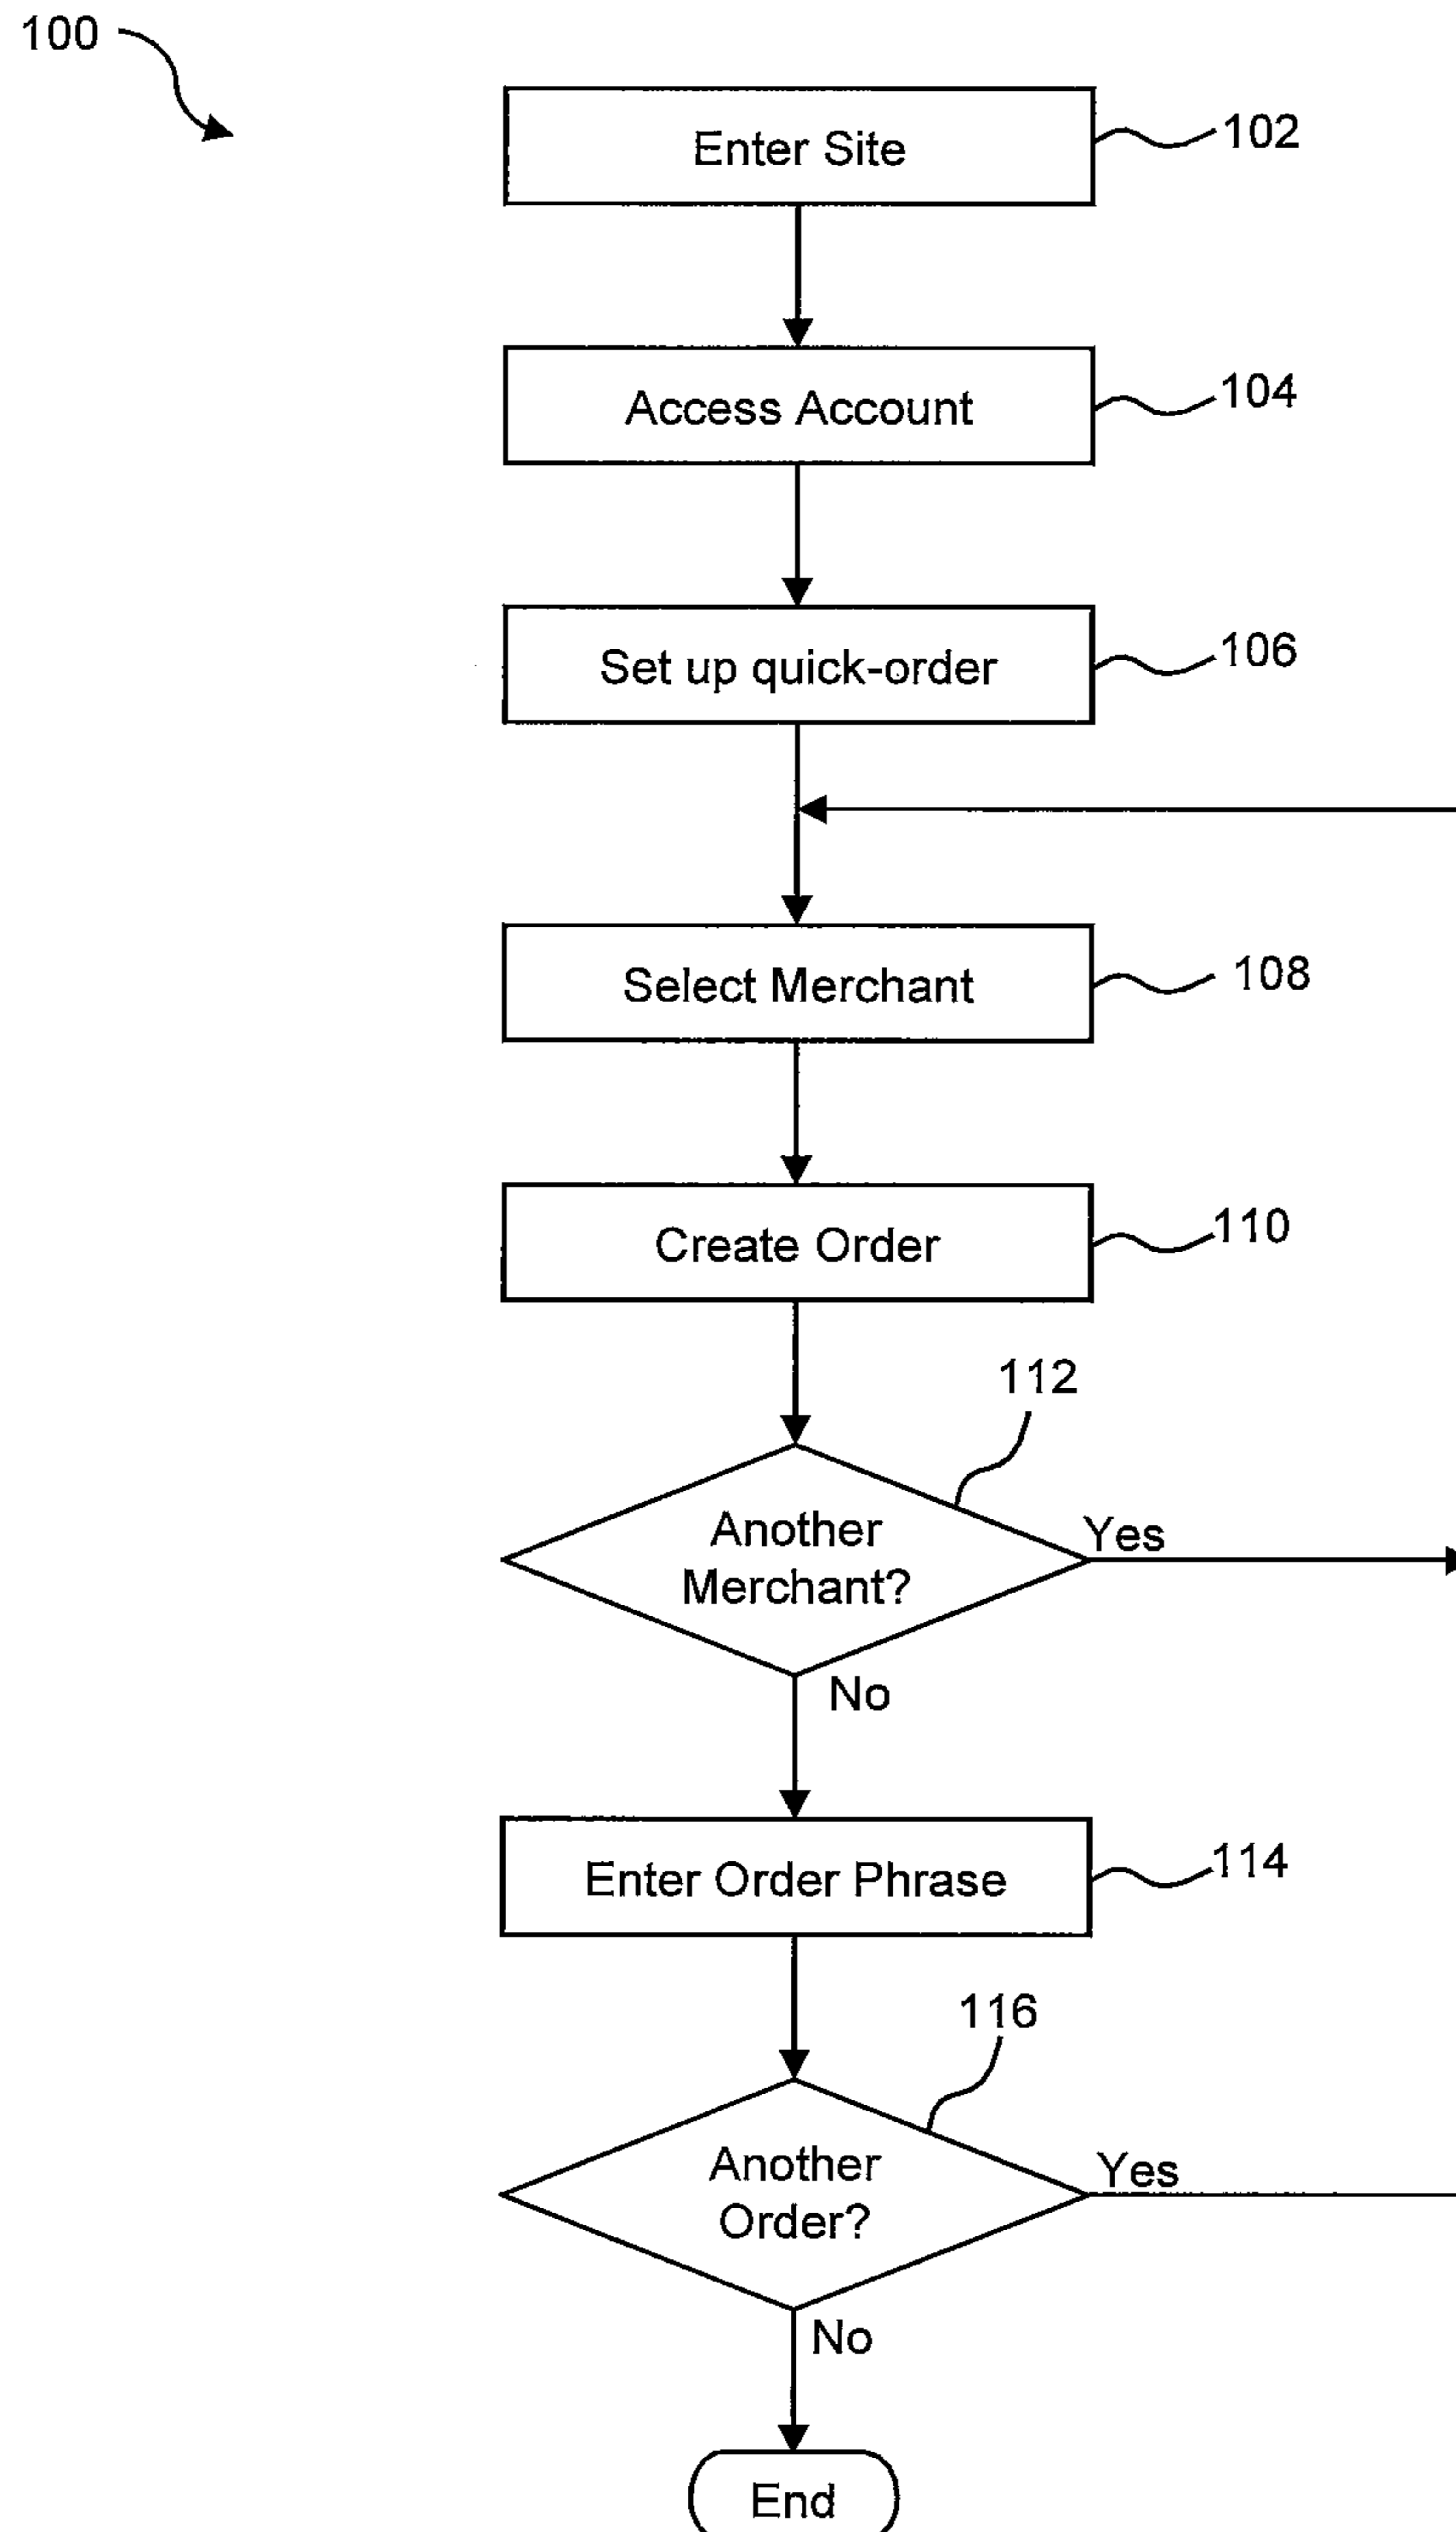 100
Enter Site
102
Access Account
104
Set up quick-order
106
Select Merchant
108
Create Order
110
112
Another
Merchant?
Yes
No
Enter Order Phrase
114
116
Another
Order?
Yes
No
End